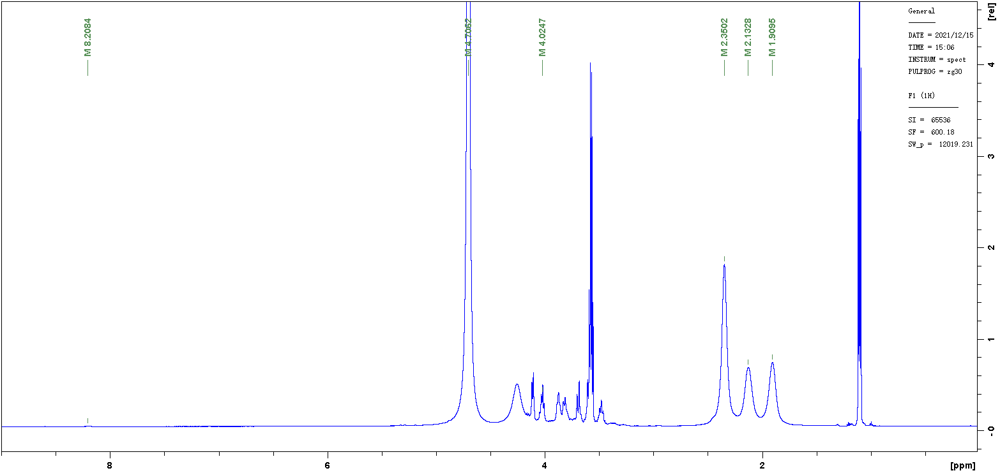 M 8.2084
M 4.7062
M 4.0247
M 2.3502
M 2.1328
M 1.9095
General
DATE = 2021/12/15
TIME = 15:06
INSTRUM = spect
PULPROG = zg30
F1 (1H)
SI = 65536
SF = 600.18
SW_p = 12019.231
[rel]
4
3
2
1
0
8
6
4
2
[ppm]